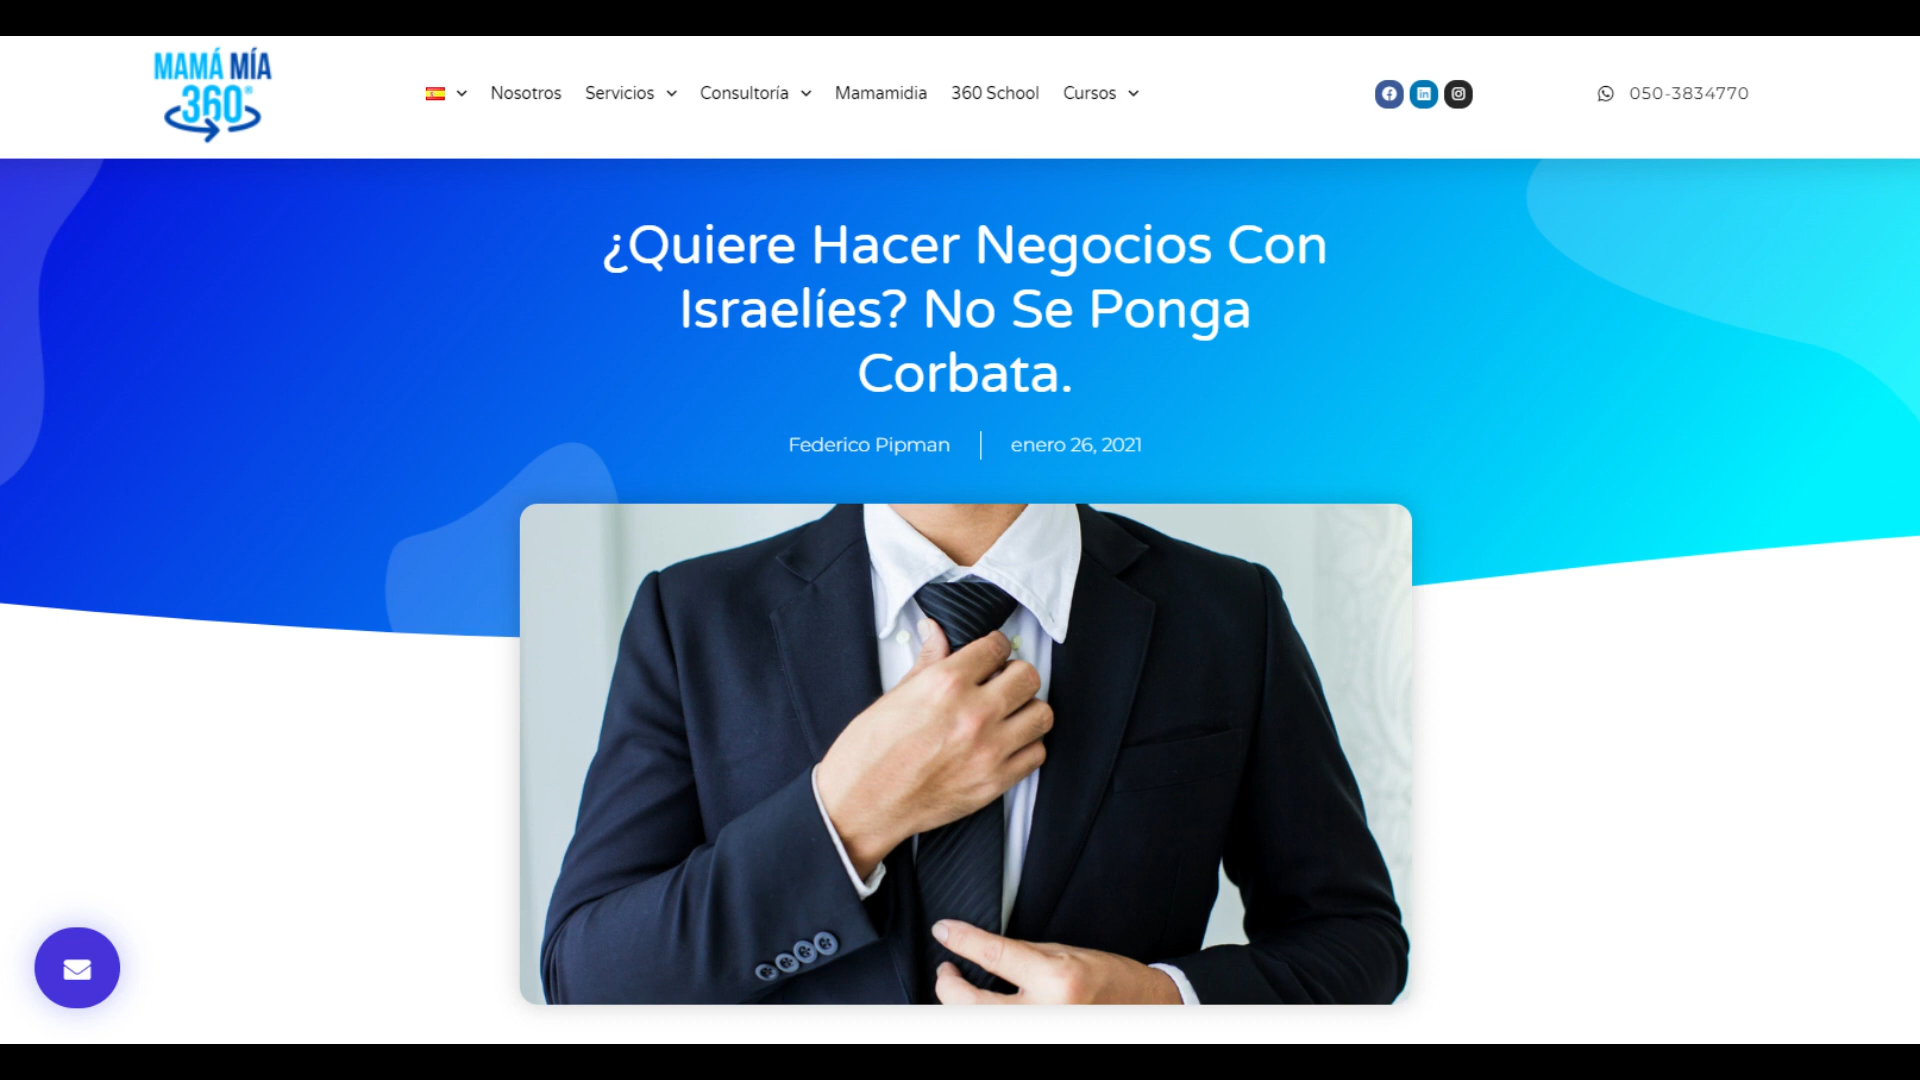 MAMÁ MÍA
360®
Nosotros Servicios Consultoría Mamamidia 360 School Cursos
050-3834770
¿Quiere Hacer Negocios Con
Israelíes? No Se Ponga
Corbata.
Federico Pipman
enero 26, 2021